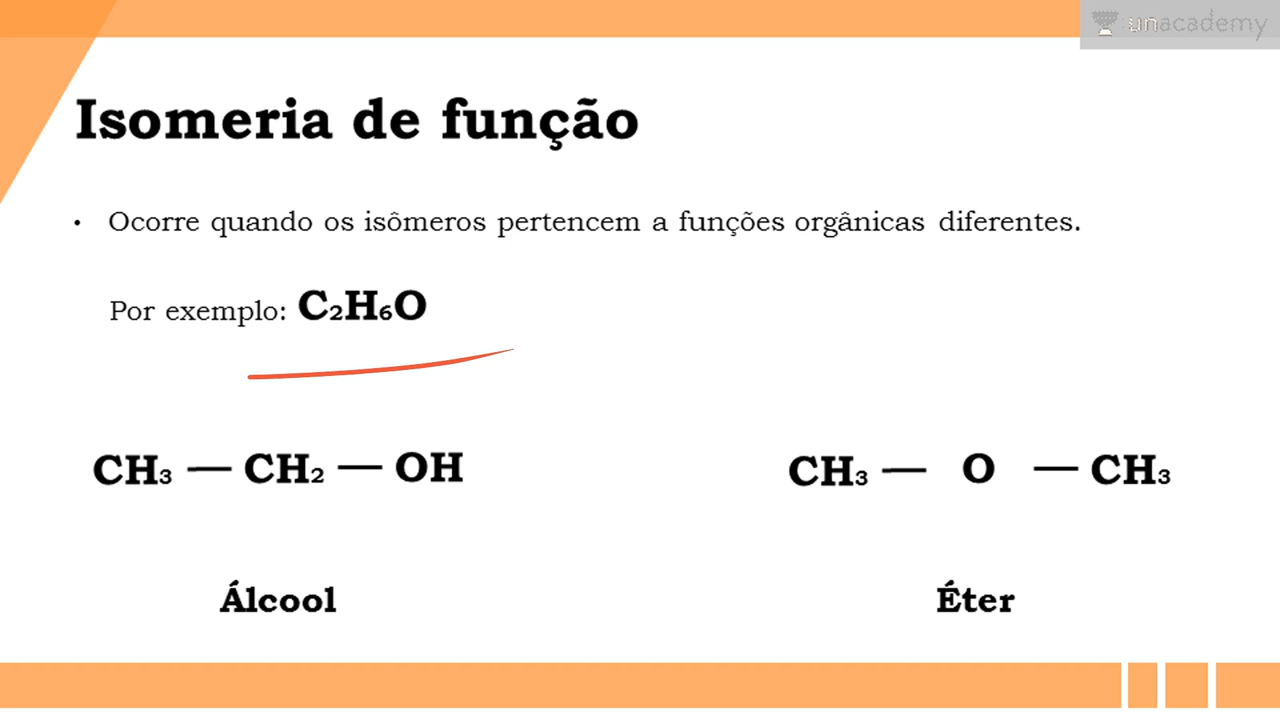 unacademy
Isomeria de função
• Ocorre quando os isômeros pertencem a funções orgânicas diferentes.
Por exemplo: C₂H₆O
CH₃ — CH₂ — OH
CH₃ — O — CH₃
Álcool
Éter